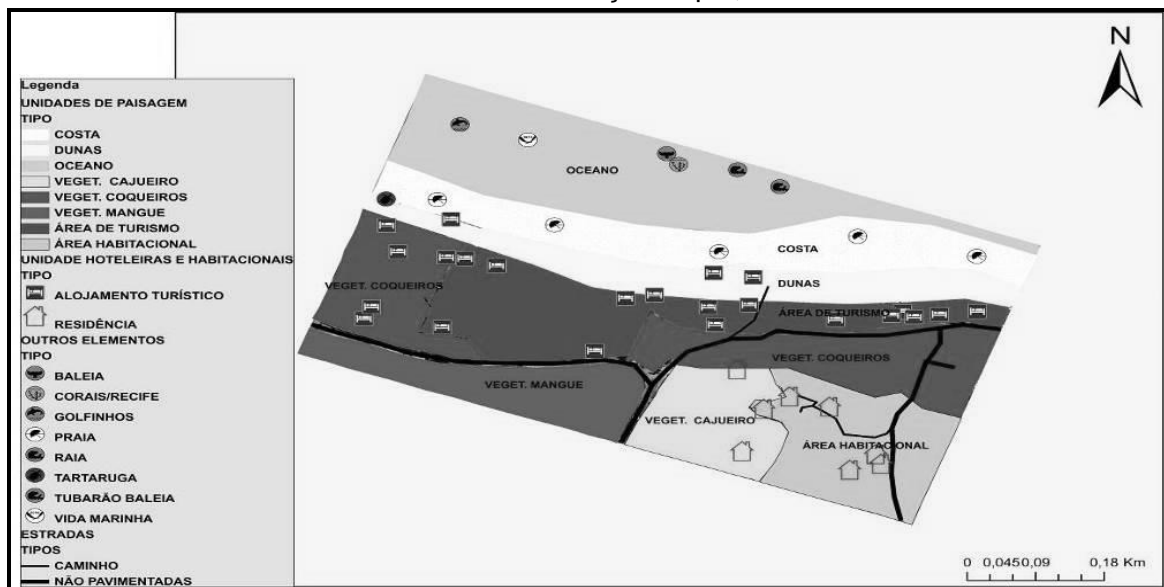 N
Legenda
UNIDADES DE PAISAGEM
TIPO
COSTA
DUNAS
OCEANO
VEGET. CAJUEIRO
VEGET. COQUEIROS
VEGET. MANGUE
ÁREA DE TURISMO
ÁREA HABITACIONAL
UNIDADE HOTELEIRAS E HABITACIONAIS
TIPO
ALOJAMENTO TURÍSTICO
RESIDÊNCIA
OUTROS ELEMENTOS
TIPO
BALEIA
CORAIS/RECIFE
GOLFINHOS
PRAIA
RAIA
TARTARUGA
TUBARÃO BALEIA
VIDA MARINHA
ESTRADAS
TIPOS
CAMINHO
NÃO PAVIMENTADAS
OCEANO
COSTA
DUNAS
VEGET. COQUEIROS
ÁREA DE TURISMO
VEGET. COQUEIROS
VEGET. MANGUE
VEGET. CAJUEIRO
ÁREA HABITACIONAL
0 0,0450,09 0,18 Km